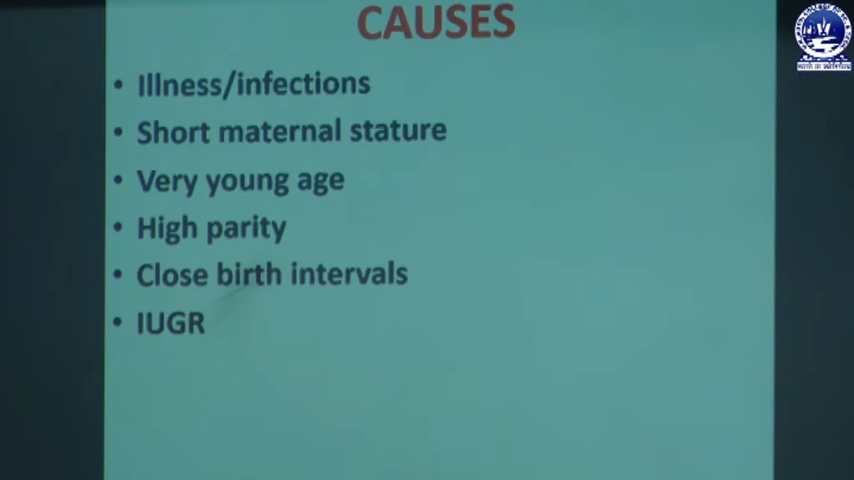 CAUSES
• Illness/infections
• Short maternal stature
• Very young age
• High parity
• Close birth intervals
• IUGR